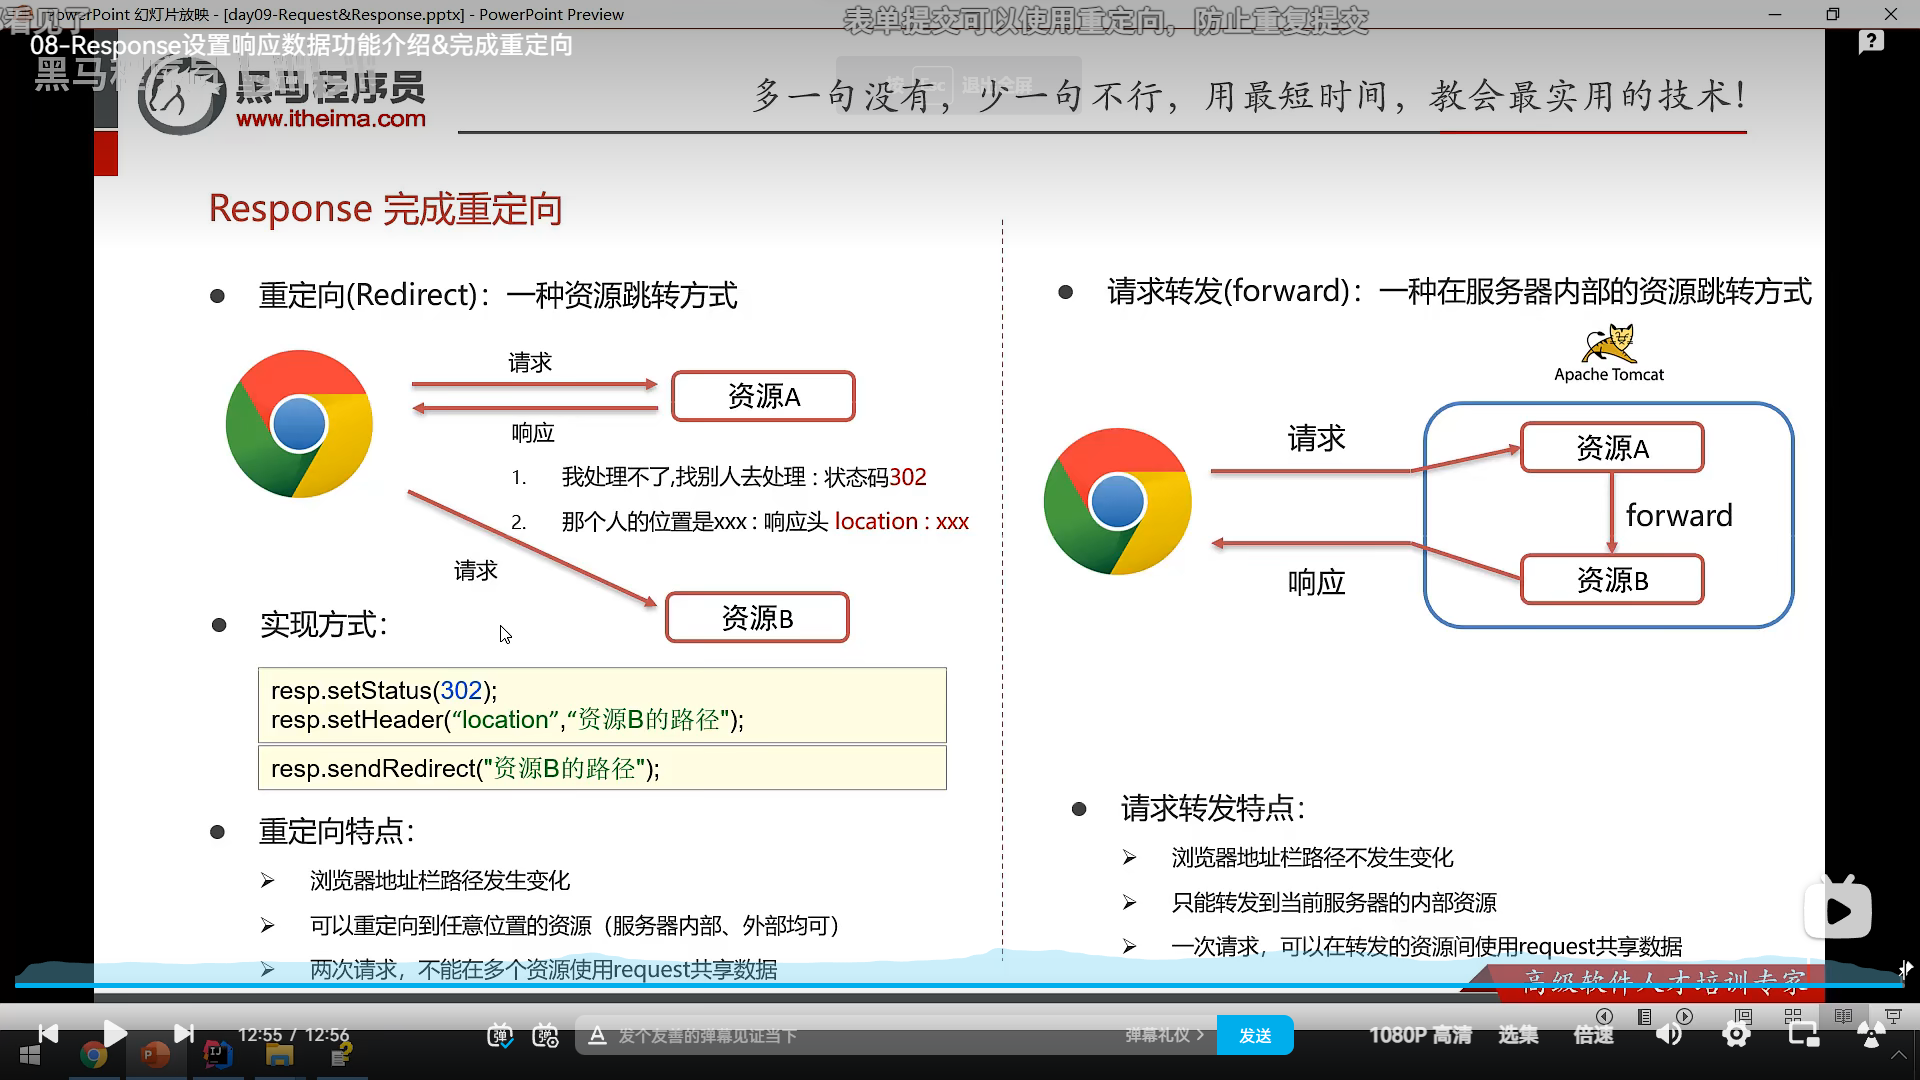 PowerPoint 幻灯片放映 - [day09-Request&Response.pptx] - PowerPoint Preview
都看见了
表单提交可以使用重定向，防止重复提交
08-Response设置响应数据功能介绍&完成重定向
黑马程序员
www.itheima.com
多一句没有，少一句不行，用最短时间，教会最实用的技术！
Response 完成重定向
重定向(Redirect)：一种资源跳转方式
请求
资源A
响应
1. 我处理不了,找别人去处理 : 状态码302
2. 那个人的位置是xxx : 响应头 location : xxx
请求
资源B
实现方式：
resp.setStatus(302);
resp.setHeader(“location”,“资源B的路径");
resp.sendRedirect("资源B的路径");
重定向特点：
浏览器地址栏路径发生变化
可以重定向到任意位置的资源（服务器内部、外部均可）
两次请求，不能在多个资源使用request共享数据
请求转发(forward)：一种在服务器内部的资源跳转方式
Apache Tomcat
请求
资源A
forward
资源B
响应
请求转发特点：
浏览器地址栏路径不发生变化
只能转发到当前服务器的内部资源
一次请求，可以在转发的资源间使用request共享数据
高级软件人才培训专家
12:55 / 12:56
发个友善的弹幕见证当下
弹幕礼仪 >
发送
1080P 高清
选集
倍速